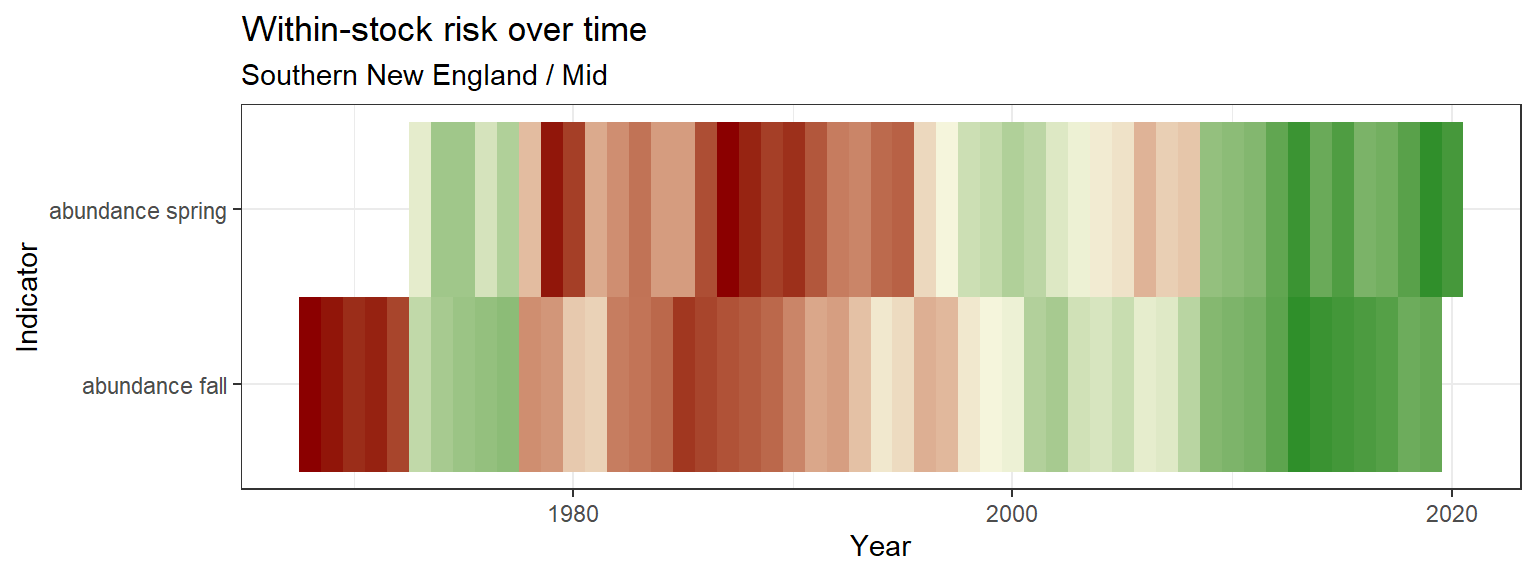 Within-stock risk over time
Southern New England / Mid
Indicator
abundance spring
abundance fall
1980
2000
2020
Year